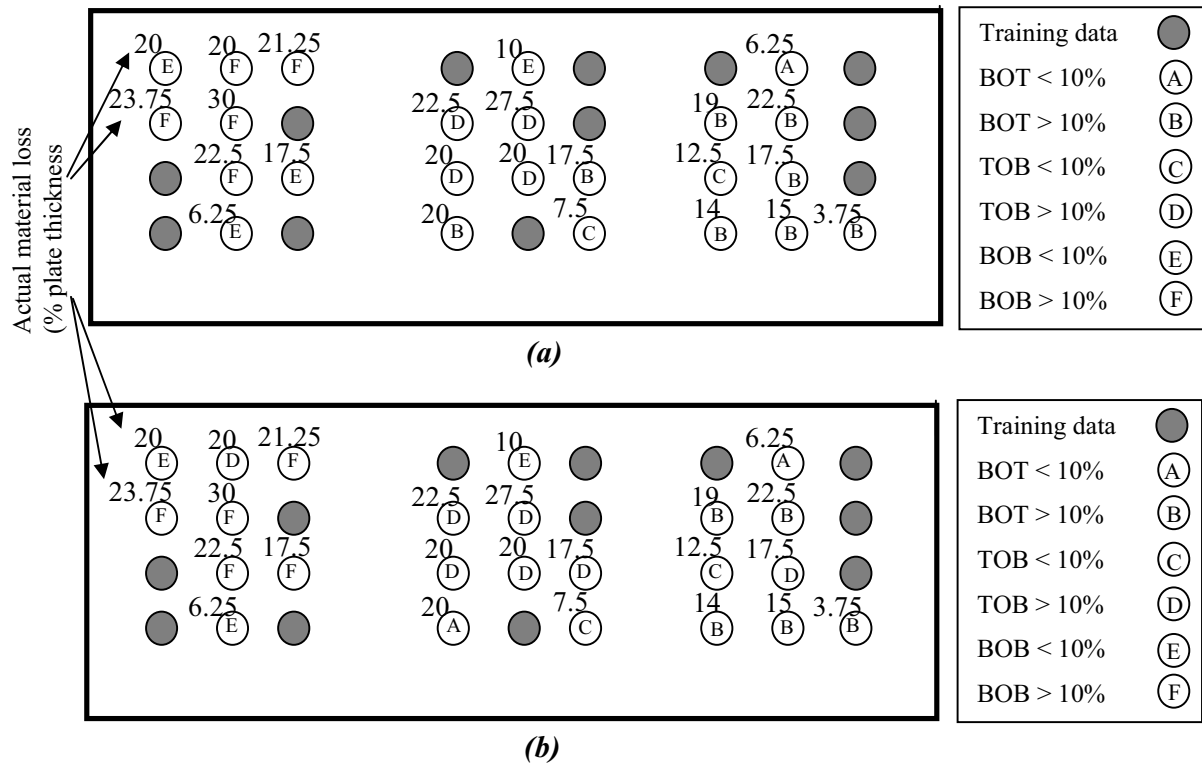 20 20 21.25 10 6.25
E F F E A
23.75 30 22.5 27.5 19 22.5
F F D D B B
22.5 17.5 20 20 17.5 12.5 17.5
F E D D B C B
6.25 20 7.5 14 15 3.75
E B C B B B
Training data
BOT < 10% A
BOT > 10% B
TOB < 10% C
TOB > 10% D
BOB < 10% E
BOB > 10% F
(a)
Actual material loss
(% plate thickness
20 20 21.25 10 6.25
E D F E A
23.75 30 22.5 27.5 19 22.5
F F D D B B
22.5 17.5 20 20 17.5 12.5 17.5
F F D D D C D
6.25 20 7.5 14 15 3.75
E A C B B B
Training data
BOT < 10% A
BOT > 10% B
TOB < 10% C
TOB > 10% D
BOB < 10% E
BOB > 10% F
(b)